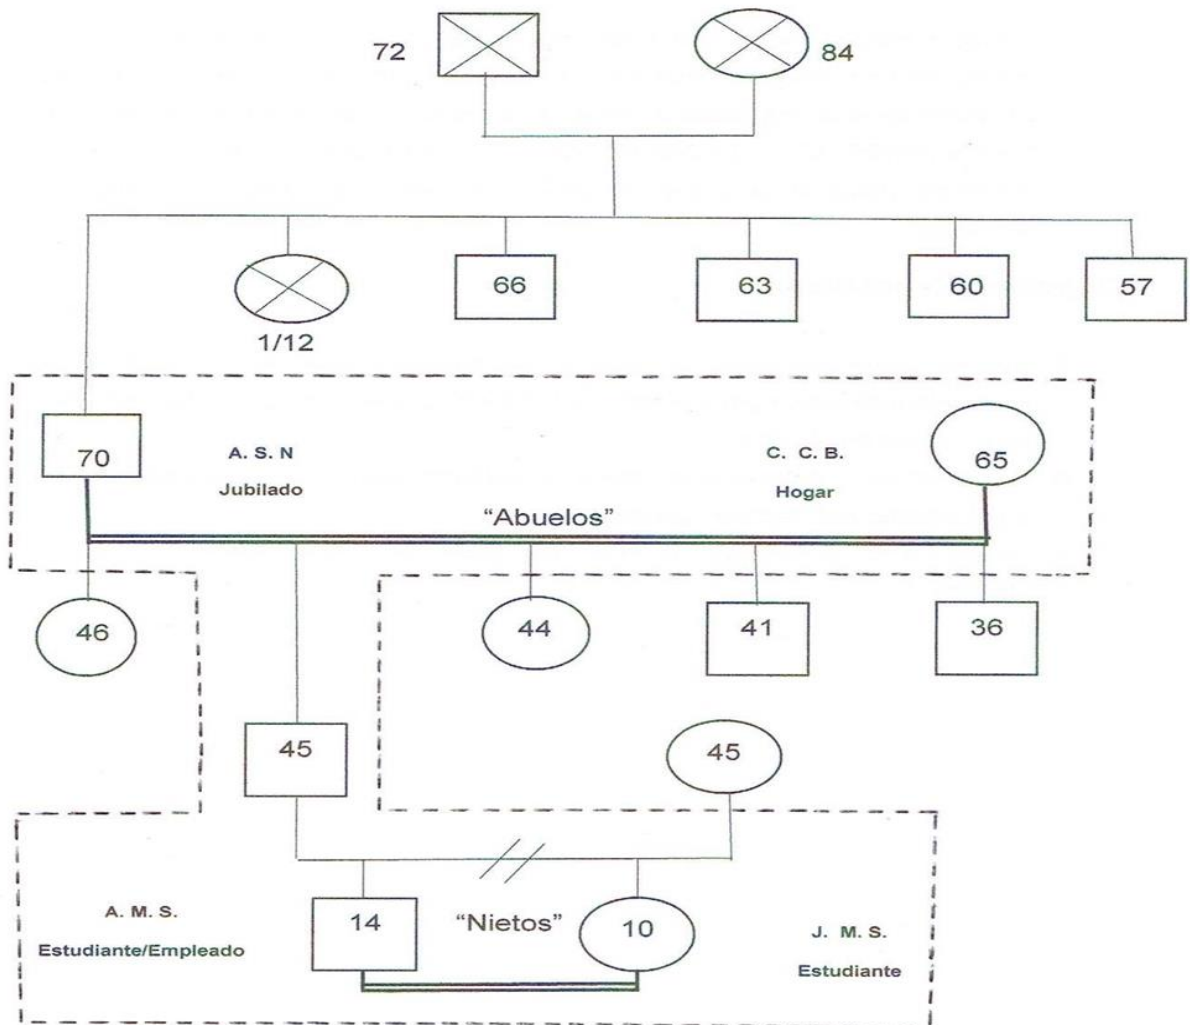 72
84
66
63
60
57
1/12
70
A. S. N
Jubilado
C. C. B.
Hogar
65
“Abuelos”
46
44
41
36
45
45
A. M. S.
Estudiante/Empleado
14
“Nietos”
10
J. M. S.
Estudiante